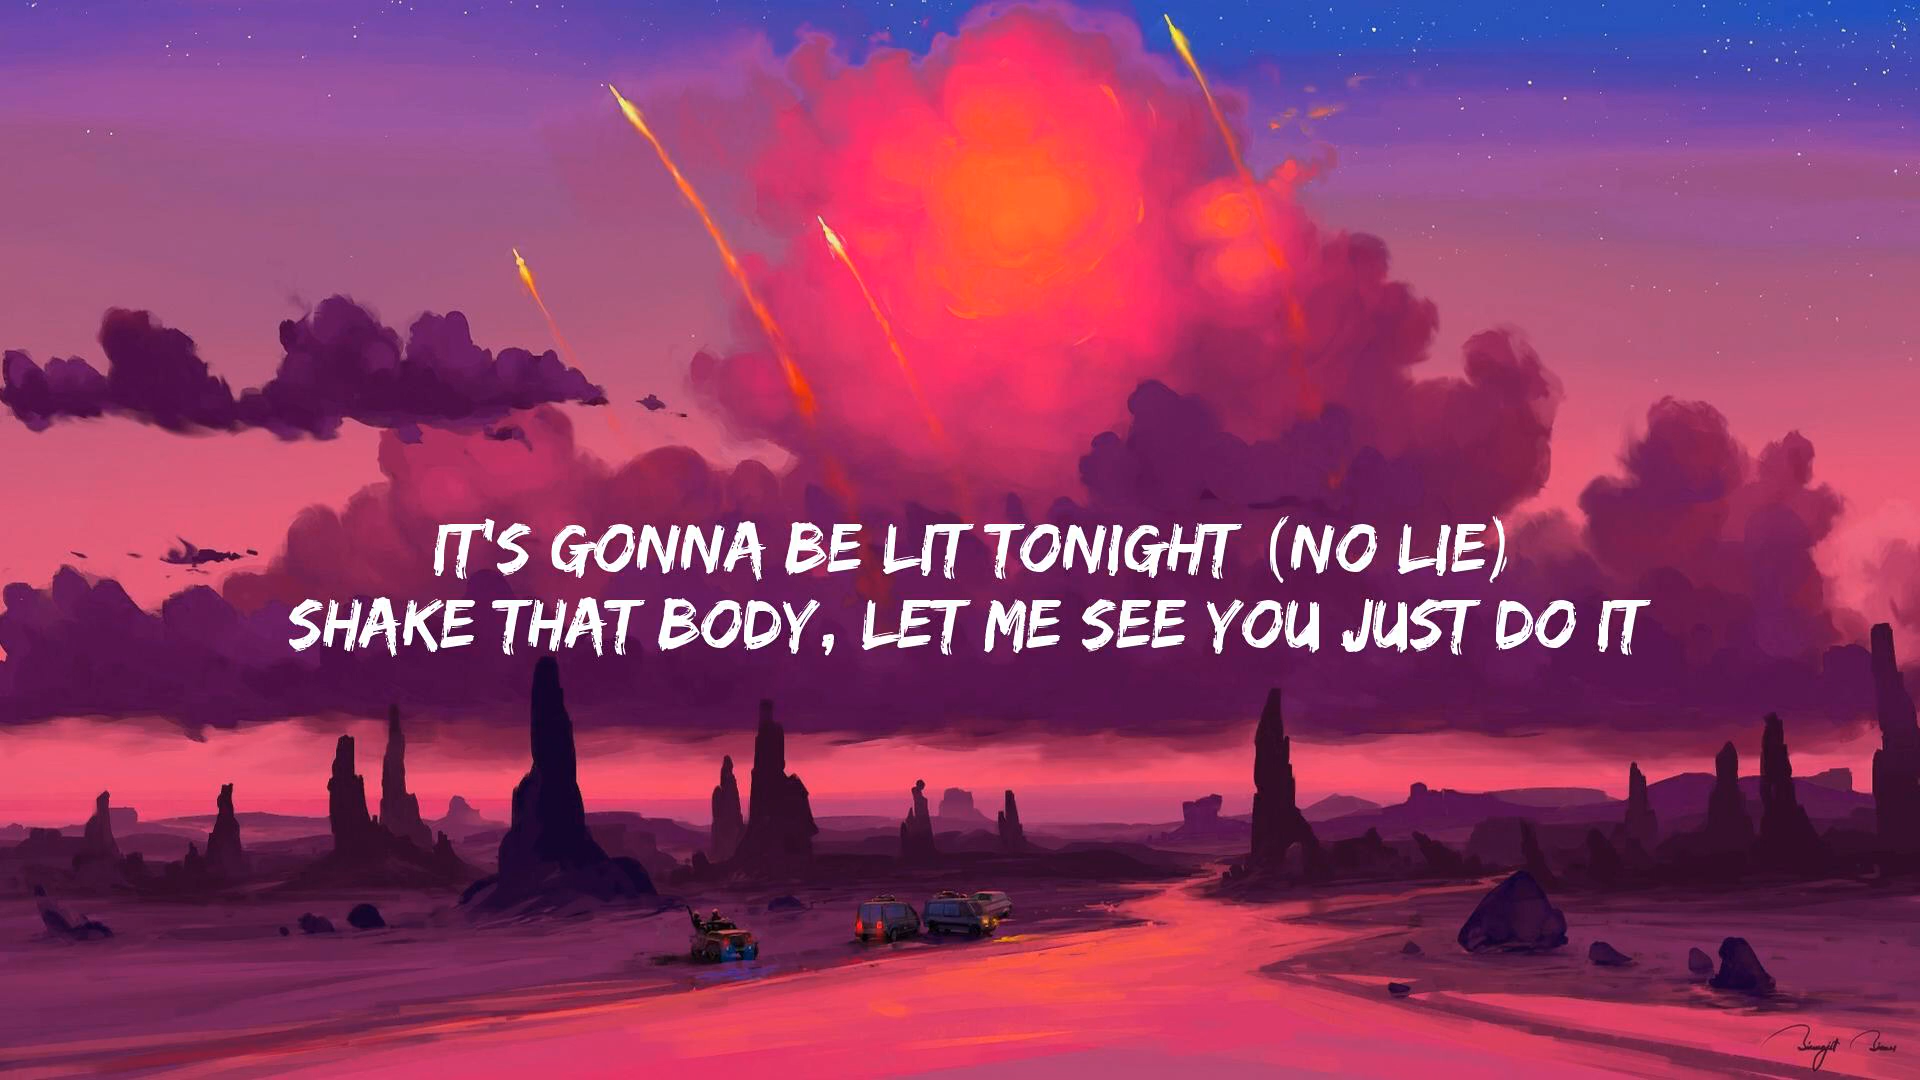 IT'S GONNA BE LIT TONIGHT (NO LIE)
SHAKE THAT BODY, LET ME SEE YOU JUST DO IT